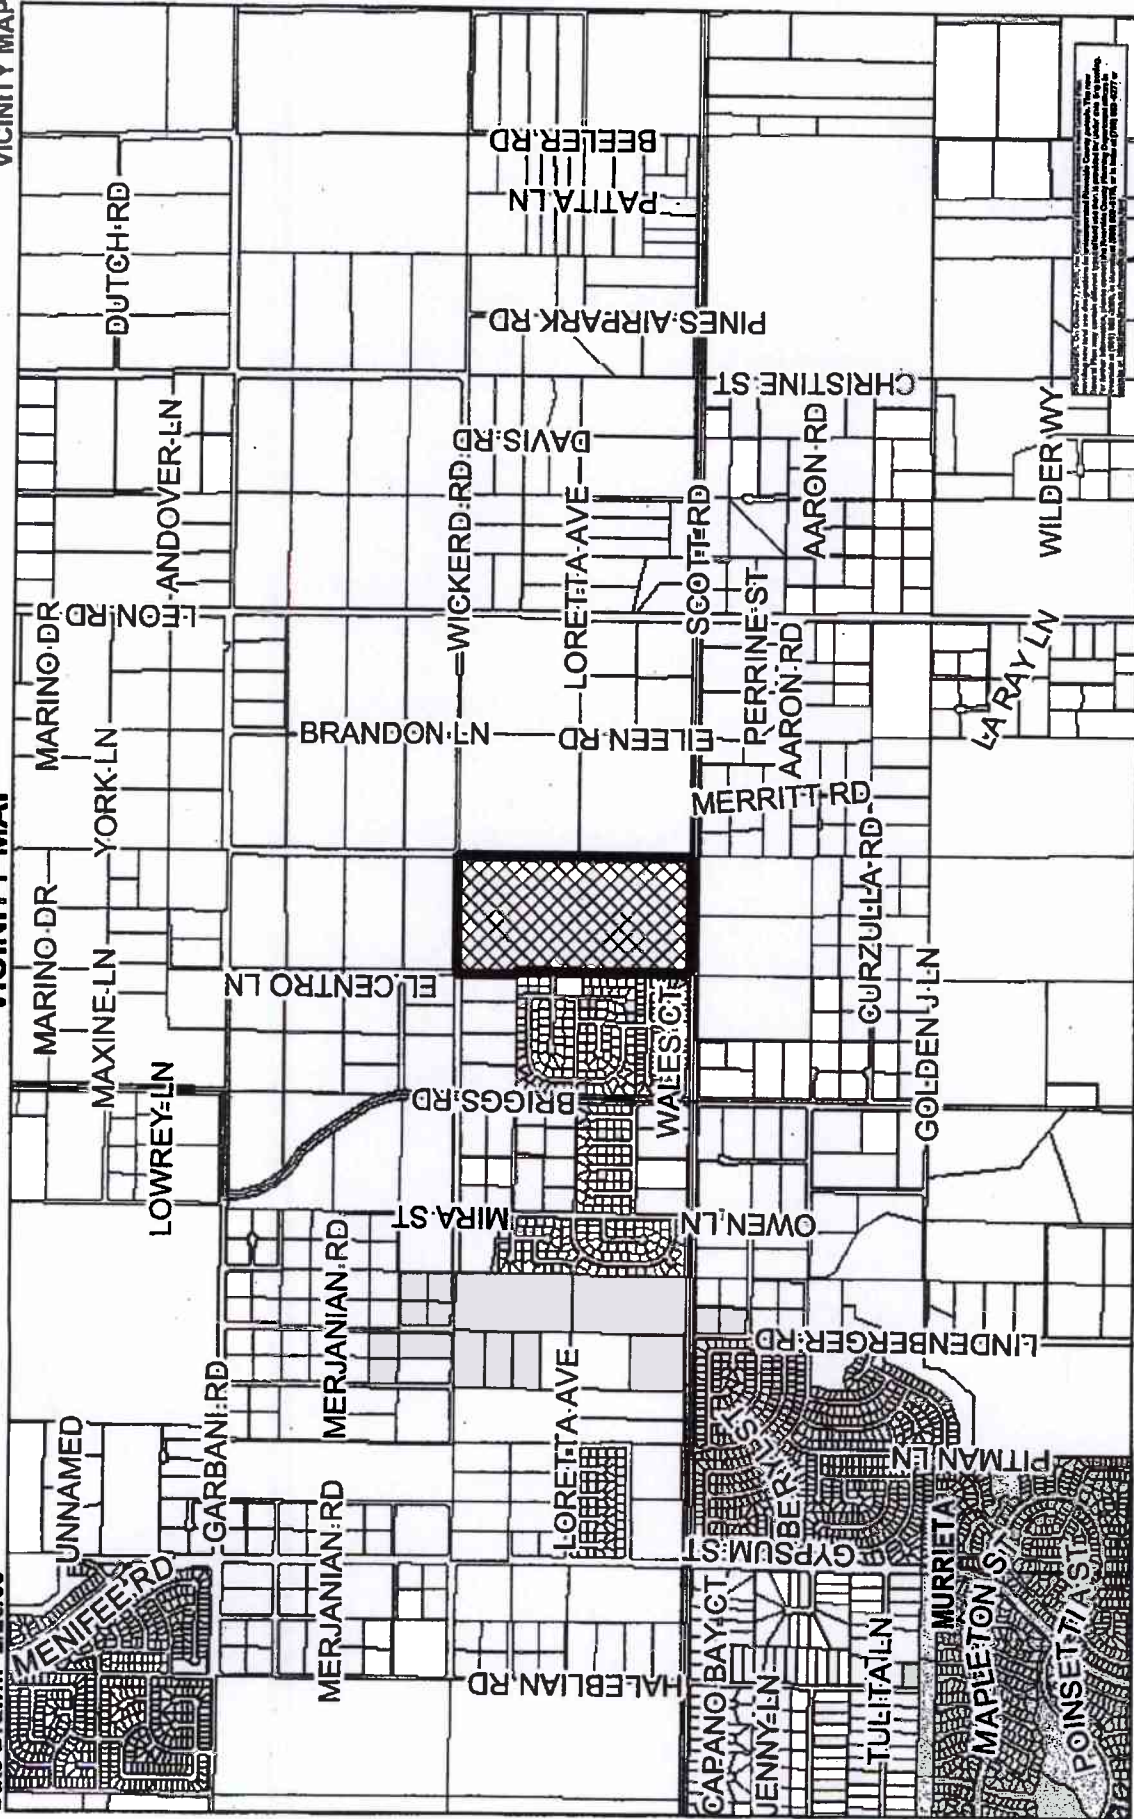 VICINITY MAP
VICINITY MAP
DUTCH RD
BEELER RD
PATITA LN
PINES AIRPARK RD
CHRISTINE ST
ANDOVER LN
DAVIS RD
WICKERD RD
LORETTA AVE
SCOTT RD
AARON RD
WILDER WY
LEON RD
MARINO DR
YORK LN
BRANDON LN
EILEEN RD
PERRINE ST
AARON RD
LA RAY LN
MERRITT RD
CURZULLA RD
MARINO DR
MAXINE LN
EL CENTRO LN
GOLDEN J LN
WALES CT
BRIGGS RD
LOWREY LN
MIRA ST
OWEN LN
MERJANIAN RD
LINDENBERGER RD
GARBANI RD
LORETTA AVE
UNNAMED
PITMAN LN
MERJANIAN RD
GYPSUM ST
MENIFEE RD
HALEBLIAN RD
CAPANO BAY CT
JENNY LN
TULITA LN
MURRIETA
MAPLETON ST
POINSETTIA ST